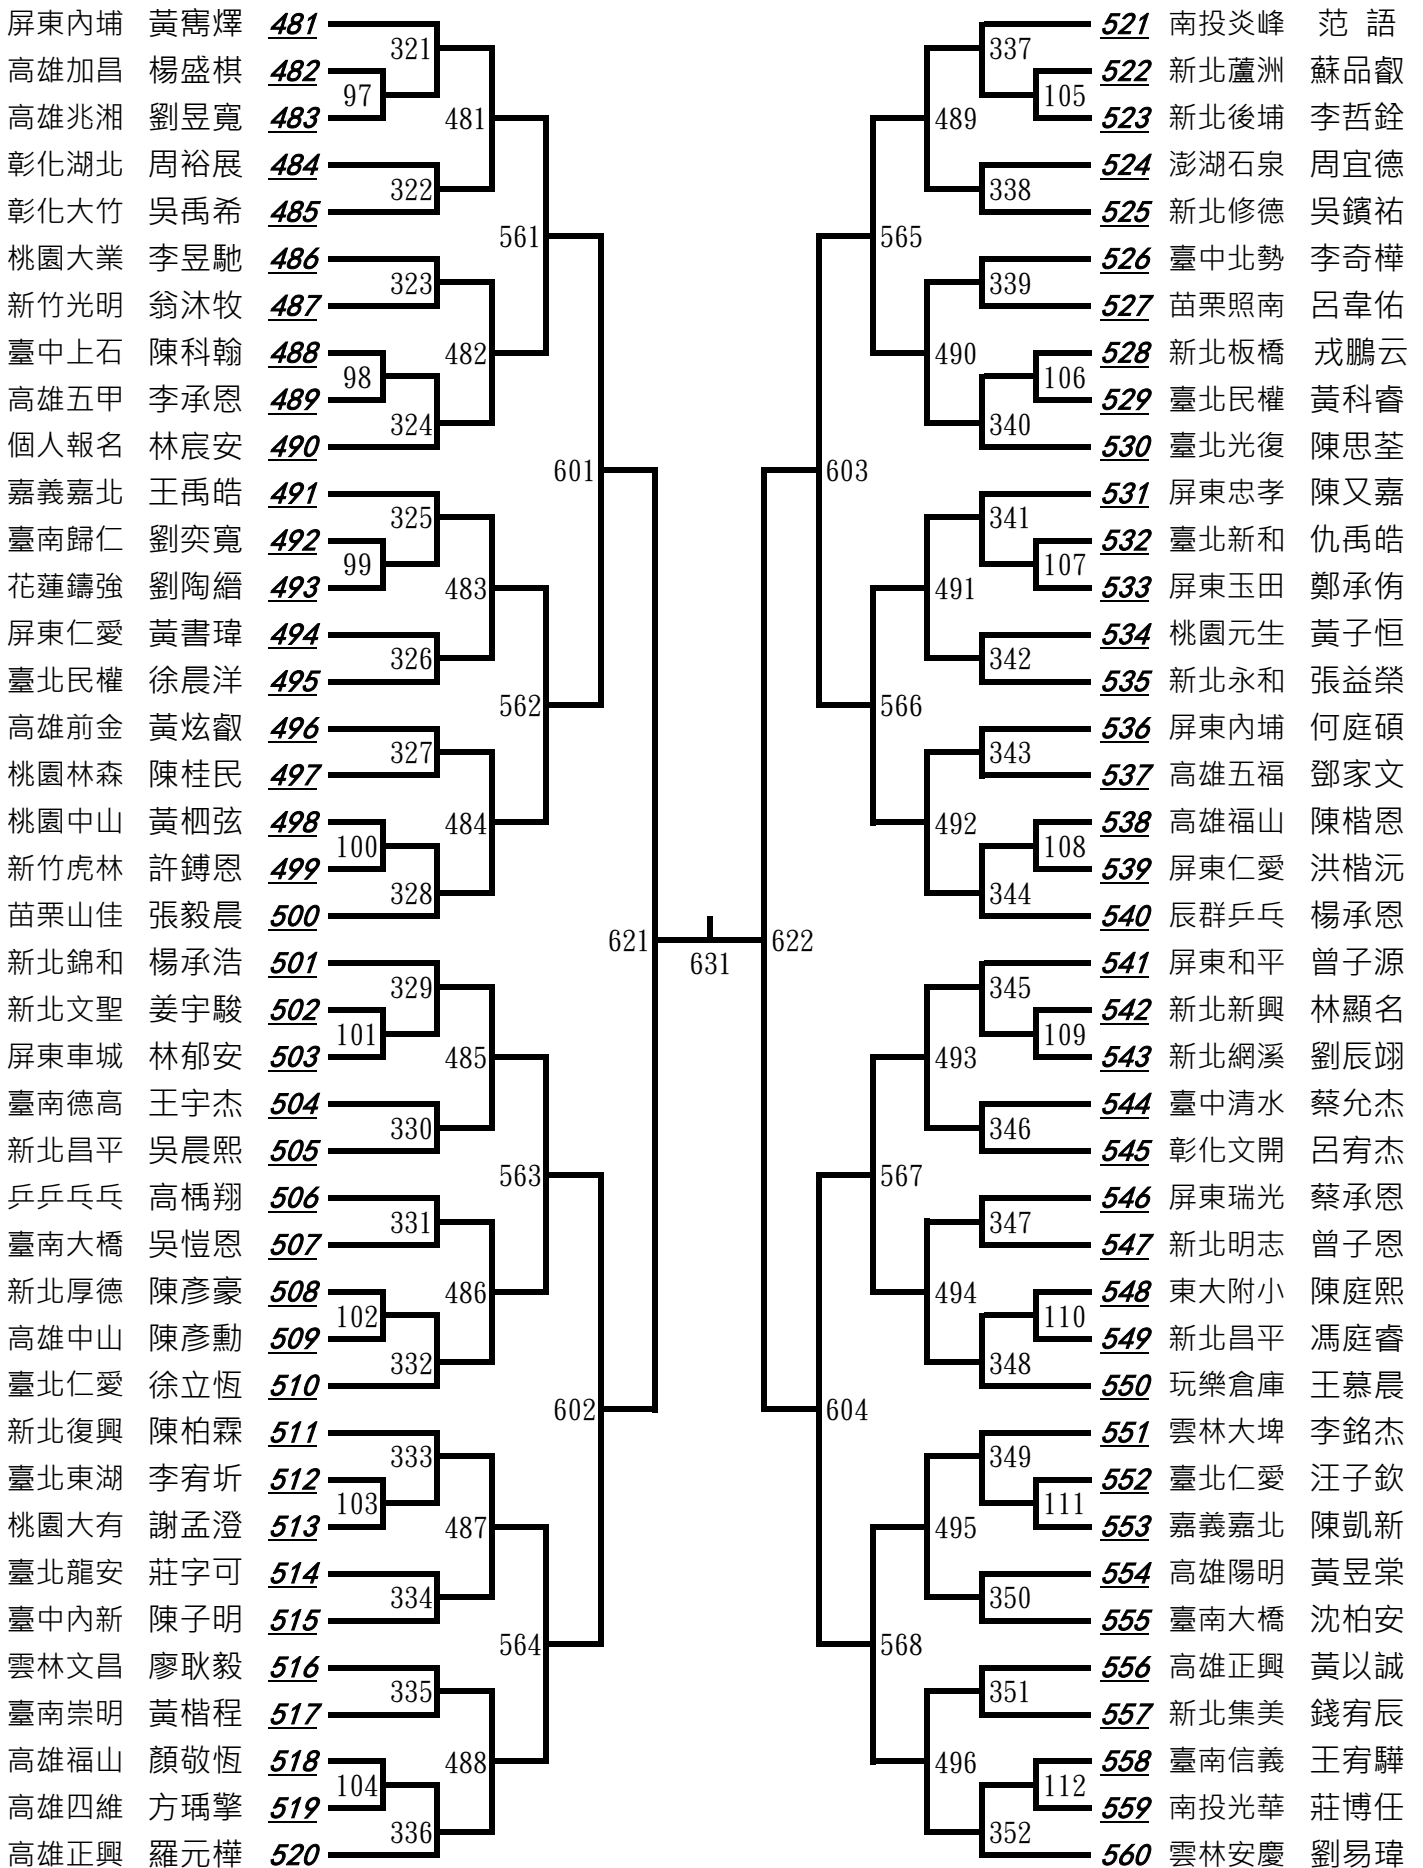 屏東內埔 黃寯燡 481
高雄加昌 楊盛棋 482
高雄兆湘 劉昱寬 483
彰化湖北 周裕展 484
彰化大竹 吳禹希 485
桃園大業 李昱馳 486
新竹光明 翁沐牧 487
臺中上石 陳科翰 488
高雄五甲 李承恩 489
個人報名 林宸安 490
嘉義嘉北 王禹皓 491
臺南歸仁 劉奕寬 492
花蓮鑄強 劉陶縉 493
屏東仁愛 黃書瑋 494
臺北民權 徐晨洋 495
高雄前金 黃炫叡 496
桃園林森 陳桂民 497
桃園中山 黃柶弦 498
新竹虎林 許鎛恩 499
苗栗山佳 張毅晨 500
新北錦和 楊承浩 501
新北文聖 姜宇駿 502
屏東車城 林郁安 503
臺南德高 王宇杰 504
新北昌平 吳晨熙 505
乒乒乓乓 高楀翔 506
臺南大橋 吳愷恩 507
新北厚德 陳彥豪 508
高雄中山 陳彥勳 509
臺北仁愛 徐立恆 510
新北復興 陳柏霖 511
臺北東湖 李宥圻 512
桃園大有 謝孟澄 513
臺北龍安 莊字可 514
臺中內新 陳子明 515
雲林文昌 廖耿毅 516
臺南崇明 黃楷程 517
高雄福山 顏敬恆 518
高雄四維 方瑀擎 519
高雄正興 羅元樺 520
321
97
322
323
98
324
325
99
326
327
100
328
329
101
330
331
102
332
333
103
334
335
104
336
481
482
483
484
485
486
487
488
561
562
563
564
601
602
621
631
622
603
604
565
566
567
568
489
490
491
492
493
494
495
496
337
105
338
339
106
340
341
107
342
343
108
344
345
109
346
347
110
348
349
111
350
351
112
352
521 南投炎峰 范 語
522 新北蘆洲 蘇品叡
523 新北後埔 李哲銓
524 澎湖石泉 周宜德
525 新北修德 吳鑌祐
526 臺中北勢 李奇樺
527 苗栗照南 呂韋佑
528 新北板橋 戎鵬云
529 臺北民權 黃科睿
530 臺北光復 陳思荃
531 屏東忠孝 陳又嘉
532 臺北新和 仇禹皓
533 屏東玉田 鄭承侑
534 桃園元生 黃子恒
535 新北永和 張益榮
536 屏東內埔 何庭碩
537 高雄五福 鄧家文
538 高雄福山 陳楷恩
539 屏東仁愛 洪楷沅
540 辰群乒乓 楊承恩
541 屏東和平 曾子源
542 新北新興 林顯名
543 新北網溪 劉辰翊
544 臺中清水 蔡允杰
545 彰化文開 呂宥杰
546 屏東瑞光 蔡承恩
547 新北明志 曾子恩
548 東大附小 陳庭熙
549 新北昌平 馮庭睿
550 玩樂倉庫 王慕晨
551 雲林大埤 李銘杰
552 臺北仁愛 汪子欽
553 嘉義嘉北 陳凱新
554 高雄陽明 黃昱棠
555 臺南大橋 沈柏安
556 高雄正興 黃以誠
557 新北集美 錢宥辰
558 臺南信義 王宥驊
559 南投光華 莊博任
560 雲林安慶 劉易瑋